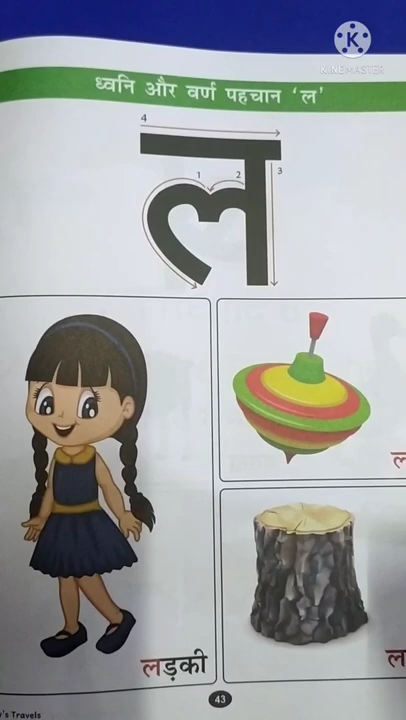 K
KINEMASTER
ध्वनि और वर्ण पहचान ‘ल’
4
1 2 3
ल
लड़की
ल
ल
43
's Travels